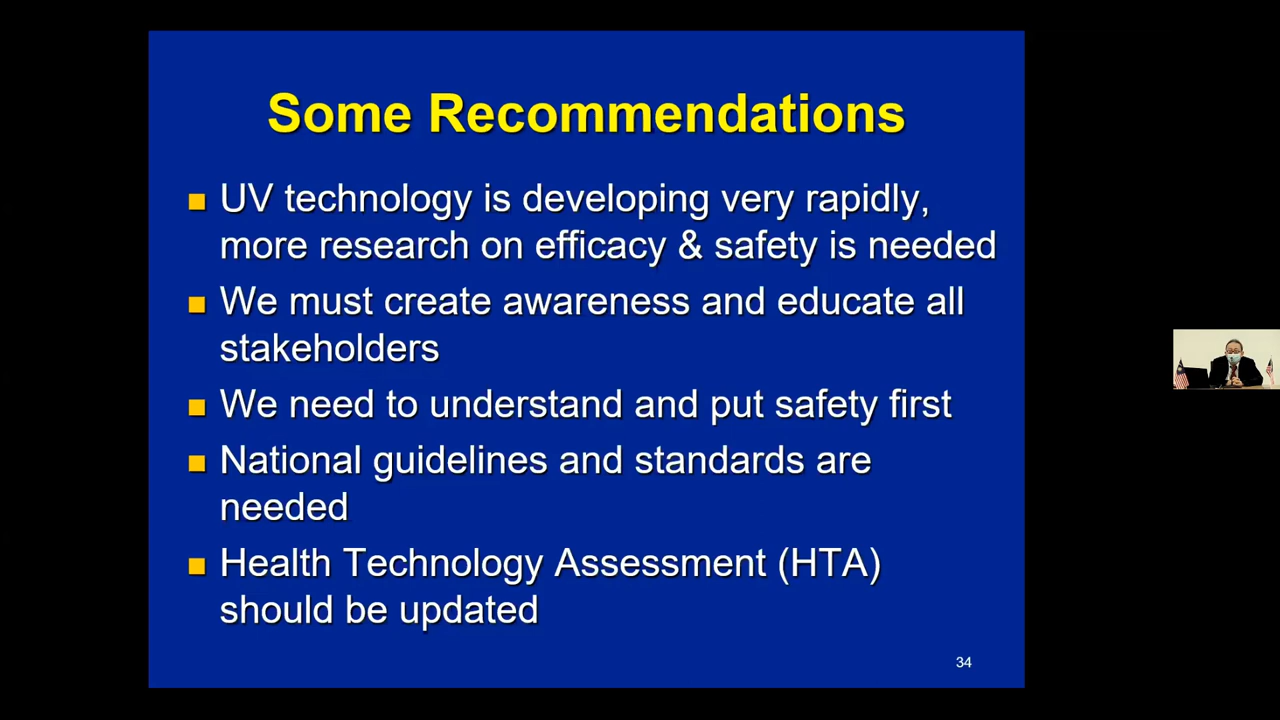 Some Recommendations
UV technology is developing very rapidly,
more research on efficacy & safety is needed
We must create awareness and educate all
stakeholders
We need to understand and put safety first
National guidelines and standards are
needed
Health Technology Assessment (HTA)
should be updated
34